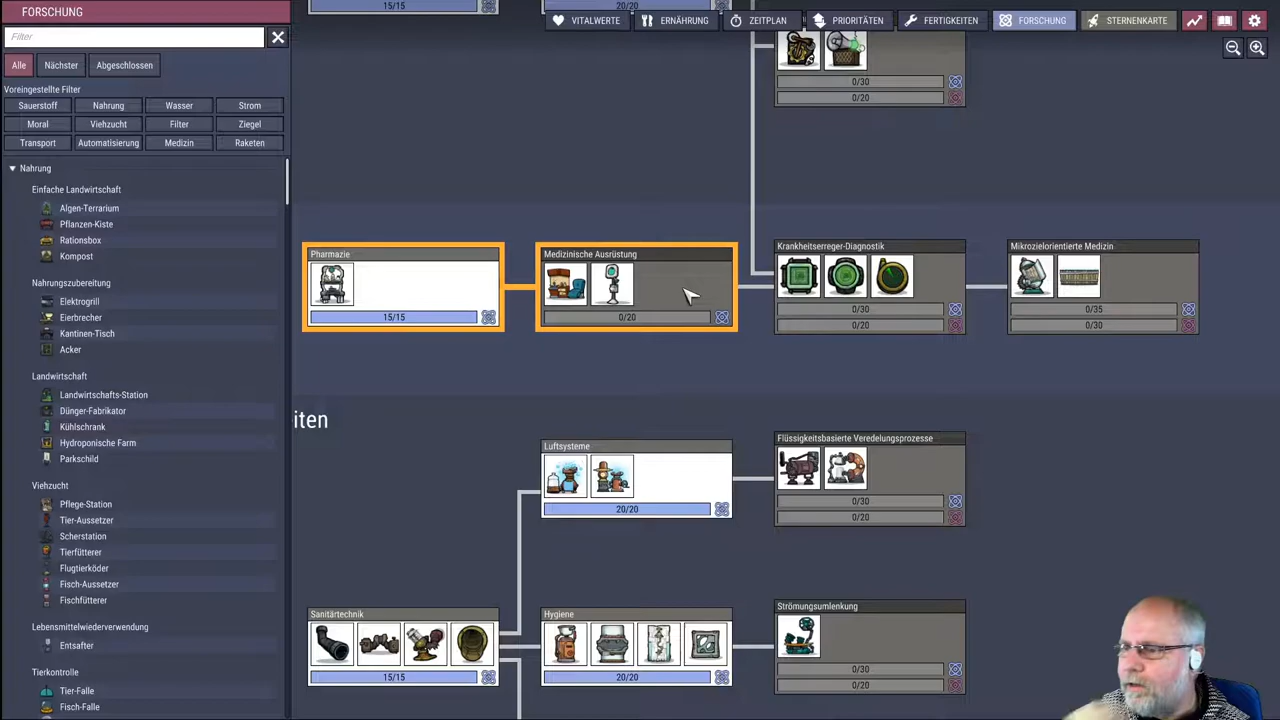 FORSCHUNG
Filter
Alle
Nächster
Abgeschlossen
Voreingestellte Filter
Sauerstoff
Nahrung
Wasser
Strom
Moral
Viehzucht
Filter
Ziegel
Transport
Automatisierung
Medizin
Raketen
Nahrung
Einfache Landwirtschaft
Algen-Terrarium
Pflanzen-Kiste
Rationsbox
Kompost
Nahrungszubereitung
Elektrogrill
Eierbrecher
Kantinen-Tisch
Acker
Landwirtschaft
Landwirtschafts-Station
Dünger-Fabrikator
Kühlschrank
Hydroponische Farm
Parkschild
Viehzucht
Pflege-Station
Tier-Aussetzer
Scherstation
Tierfütterer
Flugtierköder
Fisch-Aussetzer
Fischfütterer
Lebensmittelwiederverwendung
Entsafter
Tierkontrolle
Tier-Falle
Fisch-Falle
VITALWERTE
ERNÄHRUNG
ZEITPLAN
PRIORITÄTEN
FERTIGKEITEN
FORSCHUNG
STERNENKARTE
15/15
20/20
0/30
0/20
Pharmazie
15/15
Medizinische Ausrüstung
0/20
Krankheitserreger-Diagnostik
0/30
0/20
Mikrozielorientierte Medizin
0/35
0/30
iten
Luftsysteme
20/20
Flüssigkeitsbasierte Veredelungsprozesse
0/30
0/20
Sanitärtechnik
15/15
Hygiene
20/20
Strömungsumlenkung
0/30
0/20